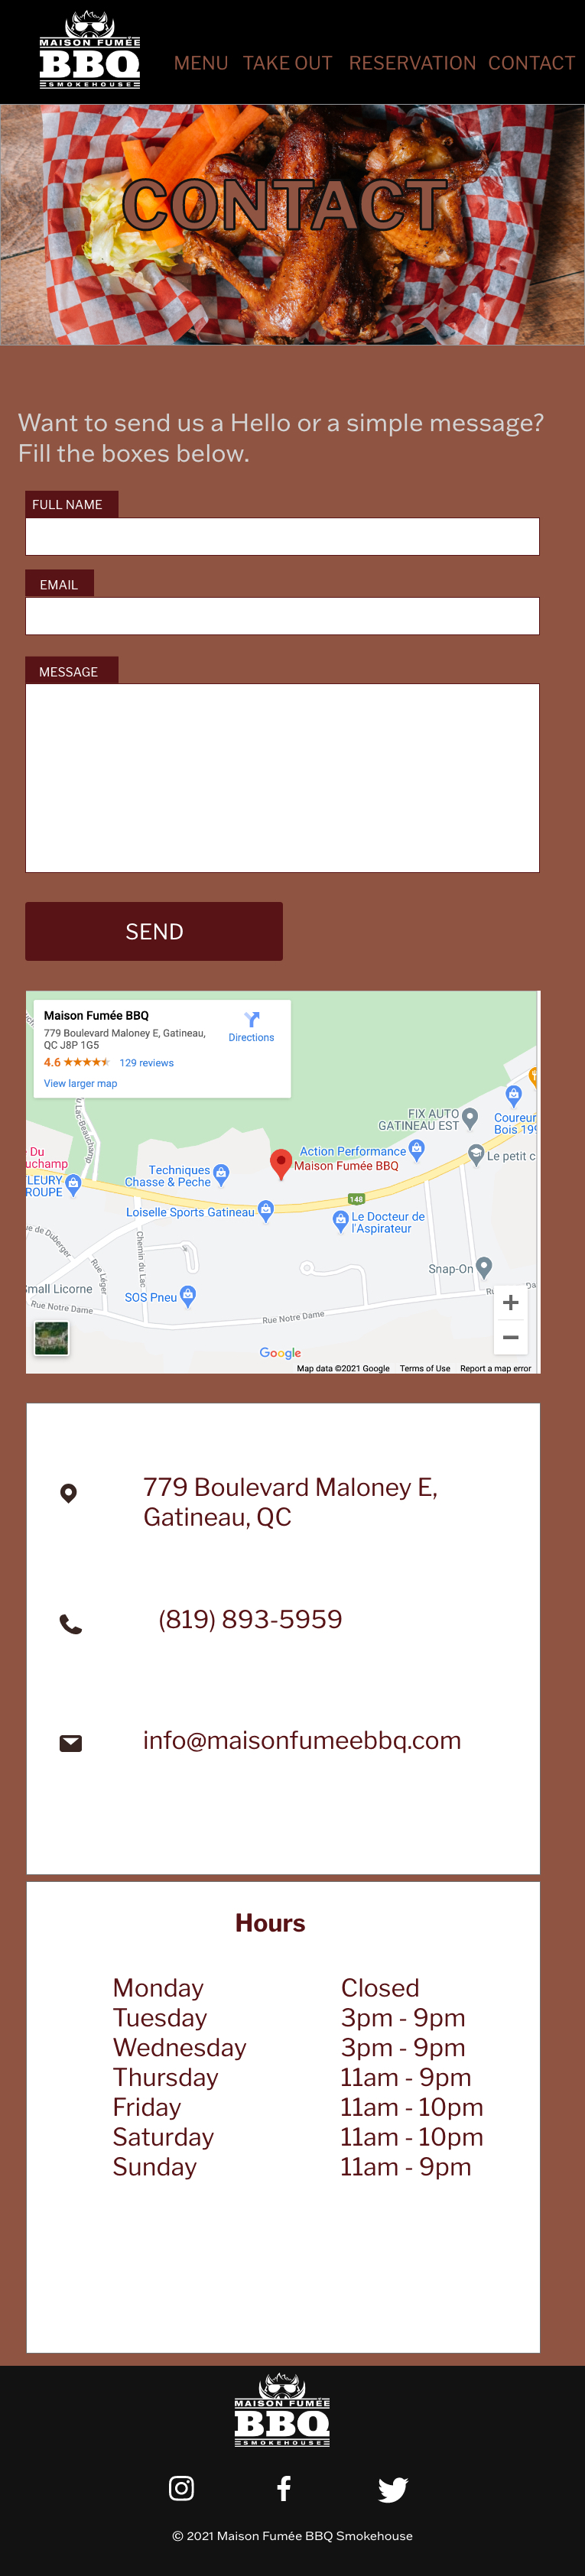 MAISON FUMÉE
BBQ
SMOKEHOUSE
MENU TAKE OUT RESERVATION CONTACT
CONTACT
Want to send us a Hello or a simple message?
Fill the boxes below.
FULL NAME
EMAIL
MESSAGE
SEND
Maison Fumée BBQ
779 Boulevard Maloney E, Gatineau,
QC J8P 1G5
4.6 129 reviews
Directions
View larger map
u Lac-Beauchamp
FIX AUTO
GATINEAU EST
Coureur
Bois 199
Action Performance
Le petit c
Maison Fumée BBQ
Du
uchamp
Techniques
Chasse & Peche
LEURY
ROUPE
148
Loiselle Sports Gatineau
Le Docteur de
l'Aspirateur
ue de Duberger
Chemin du Lac
Rue Léger
Snap-On
mall Licorne
SOS Pneu
Rue Notre Dame
Rue Notre Dame
Google
Map data ©2021 Google Terms of Use Report a map error
779 Boulevard Maloney E,
Gatineau, QC
(819) 893-5959
info@maisonfumeebbq.com
Hours
Monday Closed
Tuesday 3pm - 9pm
Wednesday 3pm - 9pm
Thursday 11am - 9pm
Friday 11am - 10pm
Saturday 11am - 10pm
Sunday 11am - 9pm
MAISON FUMÉE
BBQ
SMOKEHOUSE
© 2021 Maison Fumée BBQ Smokehouse